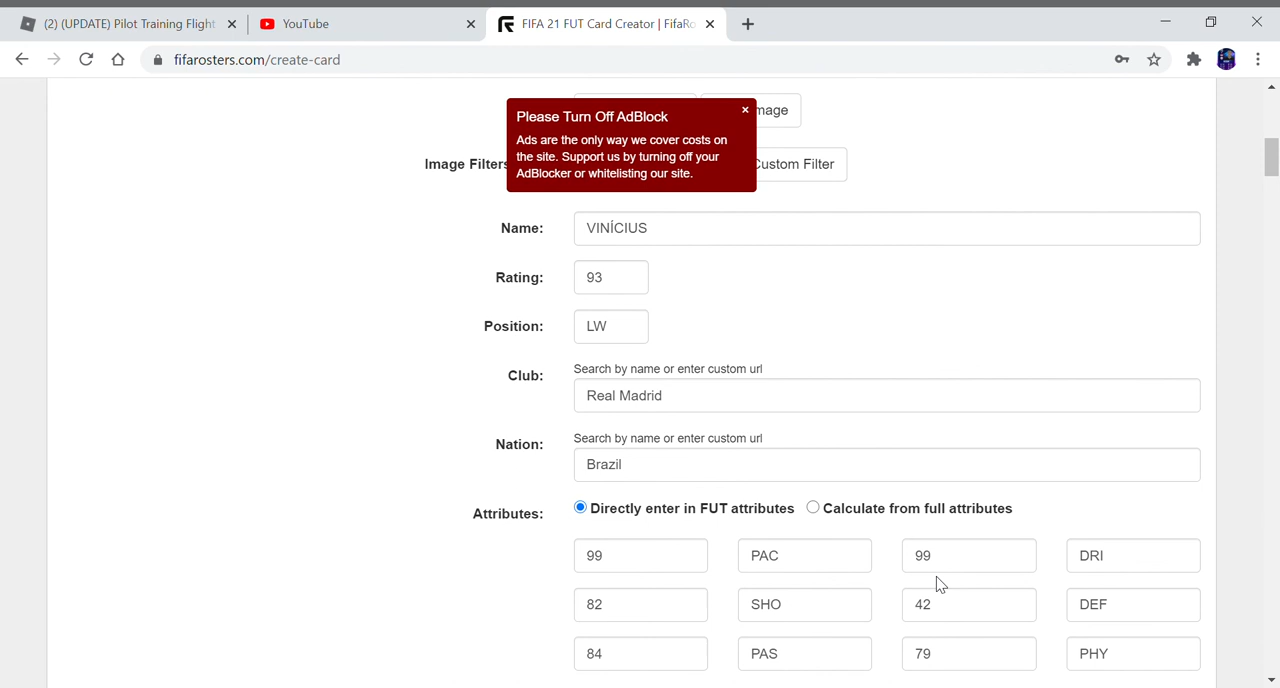 (2) (UPDATE) Pilot Training Flight
YouTube
FIFA 21 FUT Card Creator | FifaRo
fifarosters.com/create-card
Please Turn Off AdBlock
Ads are the only way we cover costs on
the site. Support us by turning off your
AdBlocker or whitelisting our site.
mage
Image Filters
Custom Filter
Name:
VINÍCIUS
Rating:
93
Position:
LW
Club:
Search by name or enter custom url
Real Madrid
Nation:
Search by name or enter custom url
Brazil
Attributes:
Directly enter in FUT attributes
Calculate from full attributes
99 PAC 99 DRI
82 SHO 42 DEF
84 PAS 79 PHY